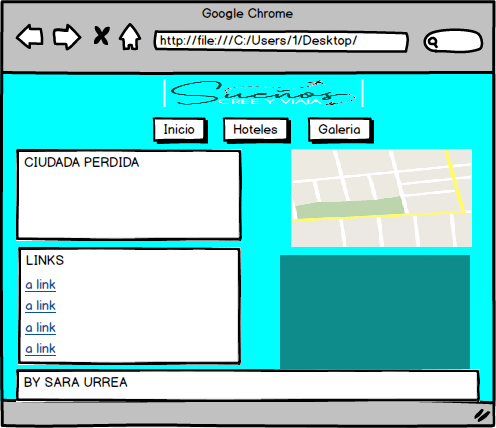 Google Chrome
http://file:///C:/Users/1/Desktop/
Sueños
CREE Y VIAJA
Inicio Hoteles Galeria
CIUDADA PERDIDA
LINKS
a link
a link
a link
a link
BY SARA URREA